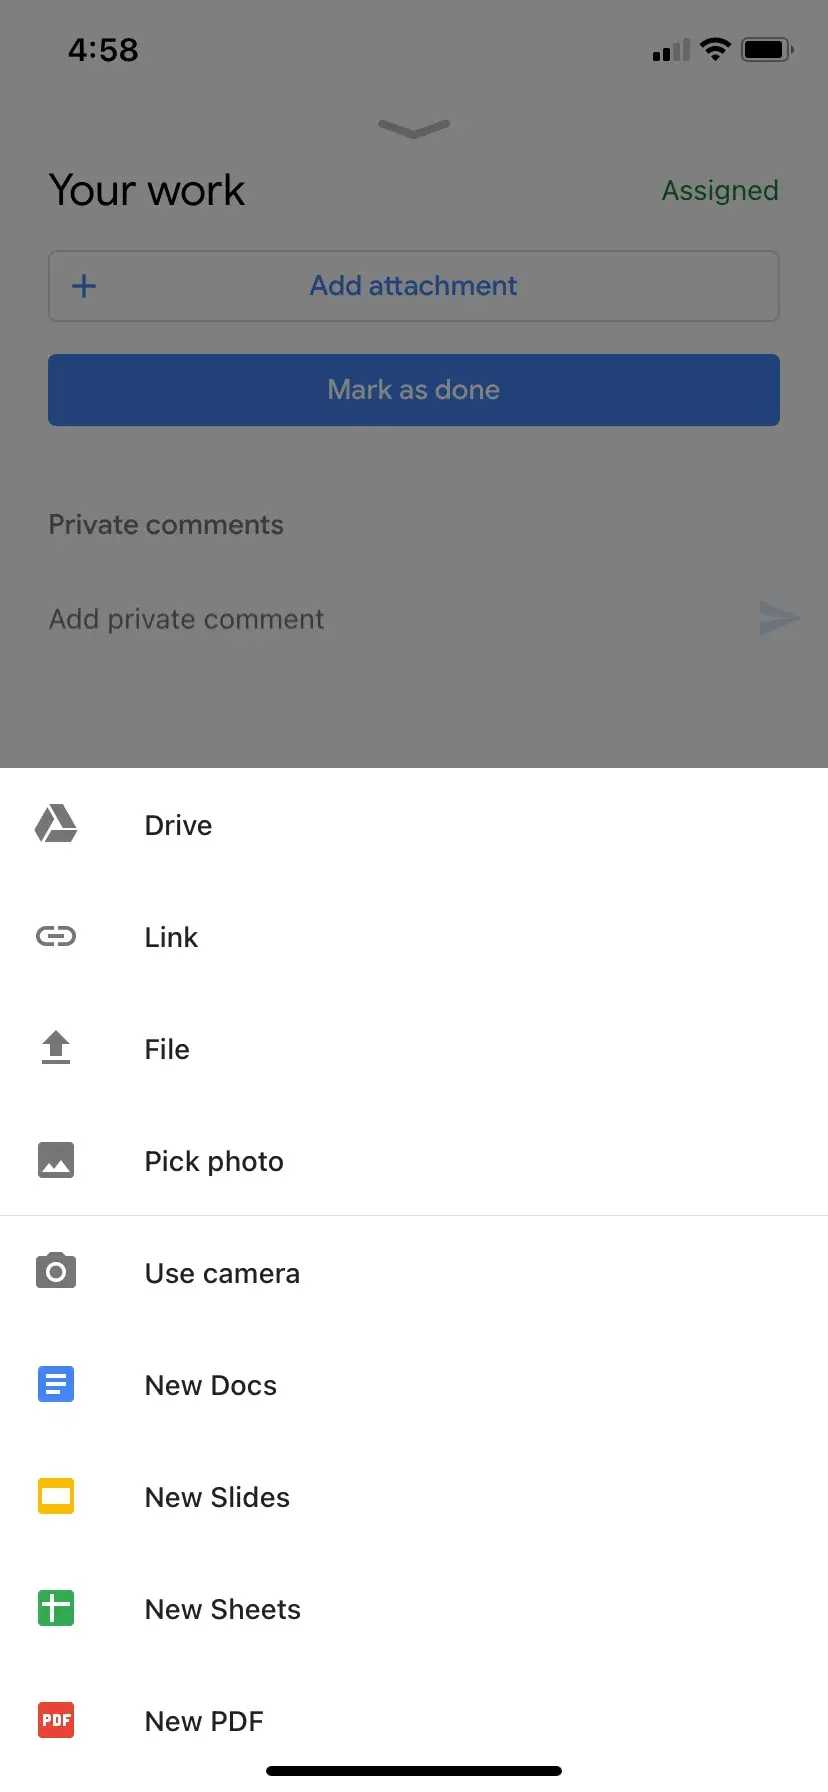 4:58
Your work
Assigned
Add attachment
Mark as done
Private comments
Add private comment
Drive
Link
File
Pick photo
Use camera
New Docs
New Slides
New Sheets
PDF
New PDF